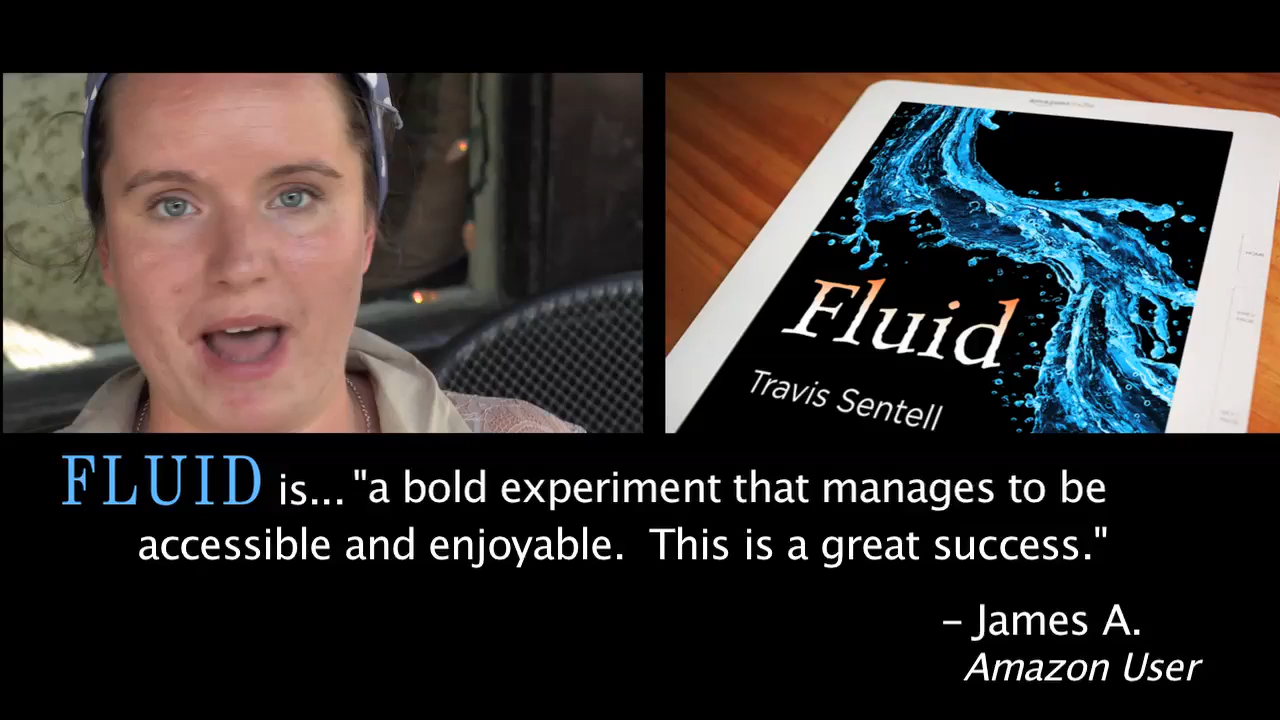 Fluid
Travis Sentell
FLUID is... "a bold experiment that manages to be
accessible and enjoyable.  This is a great success."
– James A.
Amazon User